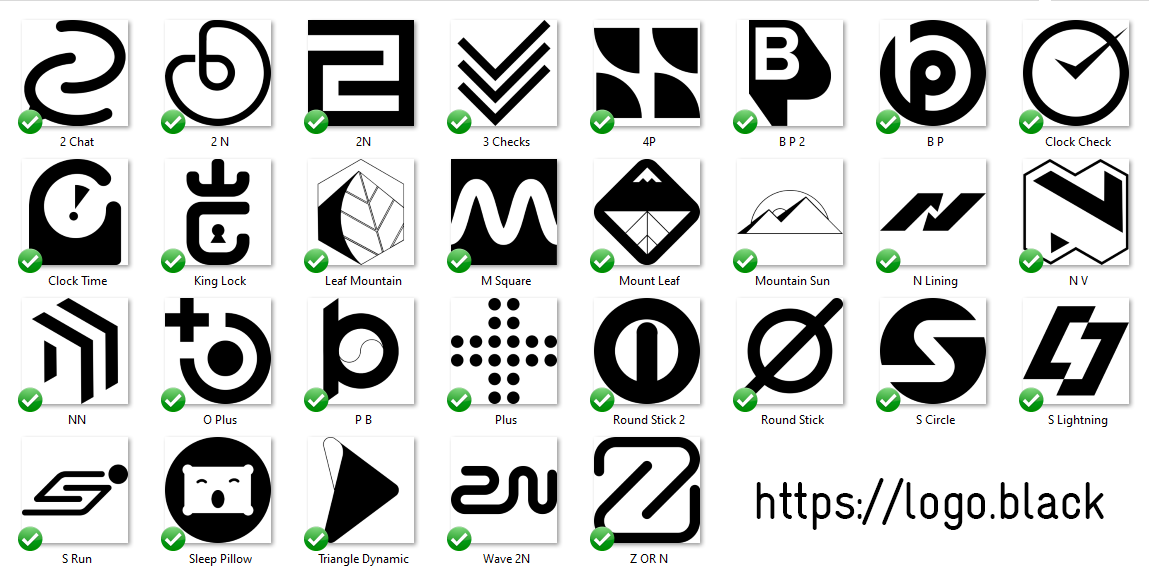 2 Chat
2 N
2N
3 Checks
4P
B P 2
B P
Clock Check
Clock Time
King Lock
Leaf Mountain
M Square
Mount Leaf
Mountain Sun
N Lining
N V
NN
O Plus
P B
Plus
Round Stick 2
Round Stick
S Circle
S Lightning
S Run
Sleep Pillow
Triangle Dynamic
Wave 2N
Z OR N
https://logo.black